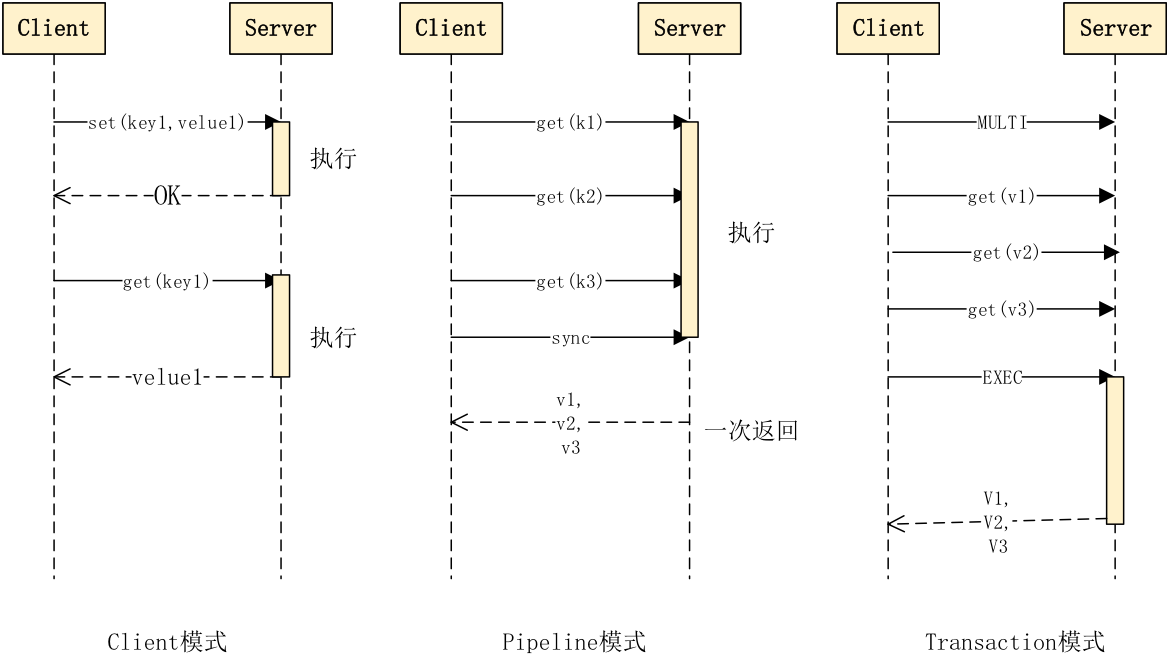 Client
Server
set(key1,velue1)
执行
OK
get(key1)
执行
velue1
Client模式
Client
Server
get(k1)
get(k2)
执行
get(k3)
sync
v1,
v2,
v3
一次返回
Pipeline模式
Client
Server
MULTI
get(v1)
get(v2)
get(v3)
EXEC
V1,
V2,
V3
Transaction模式